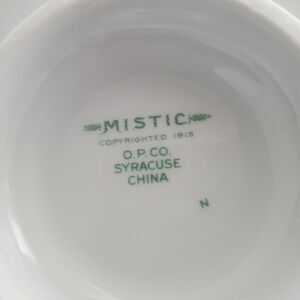 MISTIC
COPYRIGHTED 1915
O.P.CO.
SYRACUSE
CHINA
N